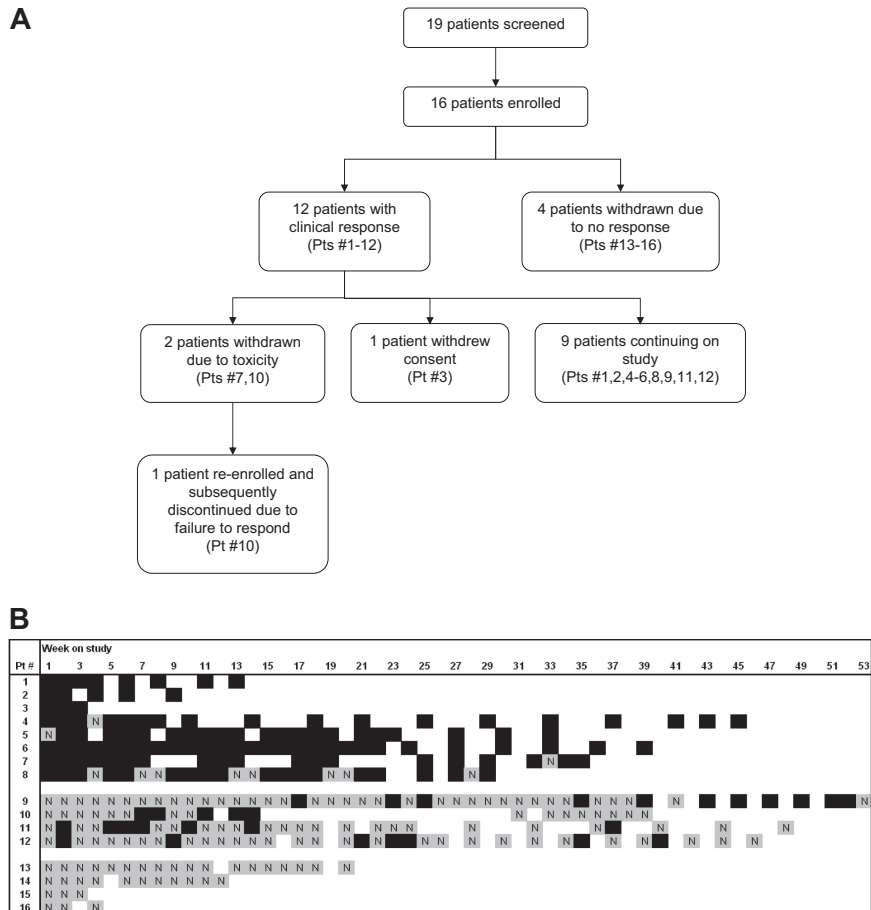 A
19 patients screened
16 patients enrolled
12 patients with
clinical response
(Pts #1-12)
4 patients withdrawn due
to no response
(Pts #13-16)
2 patients withdrawn
due to toxicity
(Pts #7,10)
1 patient withdrew
consent
(Pt #3)
9 patients continuing on
study
(Pts #1,2,4-6,8,9,11,12)
1 patient re-enrolled and
subsequently
discontinued due to
failure to respond
(Pt #10)
B
Week on study
Pt # 1 3 5 7 9 11 13 15 17 19 21 23 25 27 29 31 33 35 37 39 41 43 45 47 49 51 53
1
2
3
4 N
5 N
6
7 N
8 N N N N N N N N
9 N N N N N N N N N N N N N N N N N N N N N N N N N N N N N N N N N N N N
10 N N N N N N N N N N N N N N N N
11 N N N N N N N N N N N N N N N N N N N N N N
12 N N N N N N N N N N N N N N N N N N N N N N N N N N N N N
13 N N N N N N N N N N N N N N N N N N
14 N N N N N N N N N N N
15 N N N
16 N N N